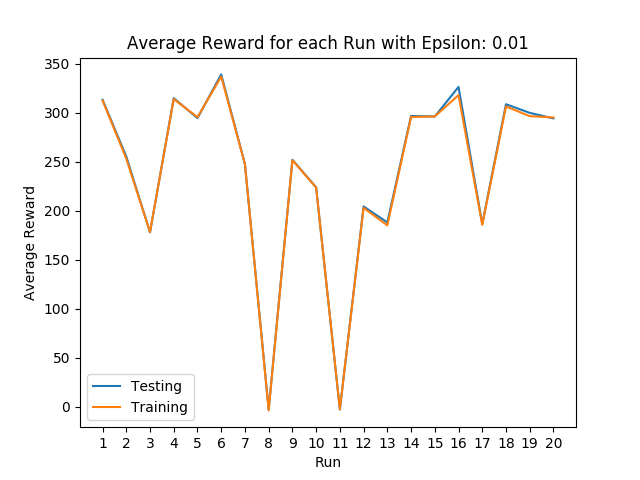 Average Reward for each Run with Epsilon: 0.01
350
300
250
200
150
100
50
0
Average Reward
Testing
Training
1 2 3 4 5 6 7 8 9 10 11 12 13 14 15 16 17 18 19 20
Run